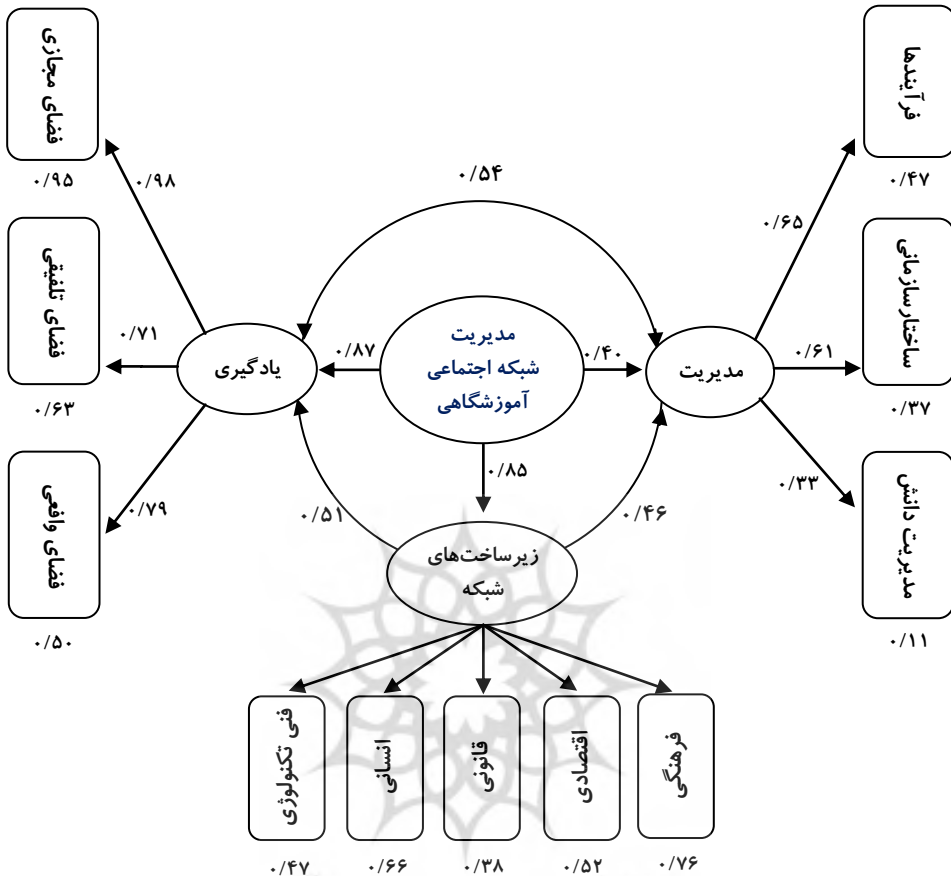 فضای مجازی
فرآیندها
۰/۹۵
۰/۹۸
۰/۵۴
۰/۶۵
۰/۴۷
فضای تلفیقی
ساختارسازمانی
۰/۷۱
یادگیری
۰/۸۷
مدیریت
شبکه اجتماعی
آموزشگاهی
۰/۴۰
مدیریت
۰/۶۱
۰/۶۳
۰/۳۷
فضای واقعی
مدیریت دانش
۰/۷۹
۰/۵۱
۰/۸۵
۰/۴۶
۰/۳۳
زیرساخت‌های
شبکه
۰/۵۰
۰/۱۱
فنی تکنولوژی
انسانی
قانونی
اقتصادی
فرهنگی
۰/۴۷
۰/۶۶
۰/۳۸
۰/۵۲
۰/۷۶